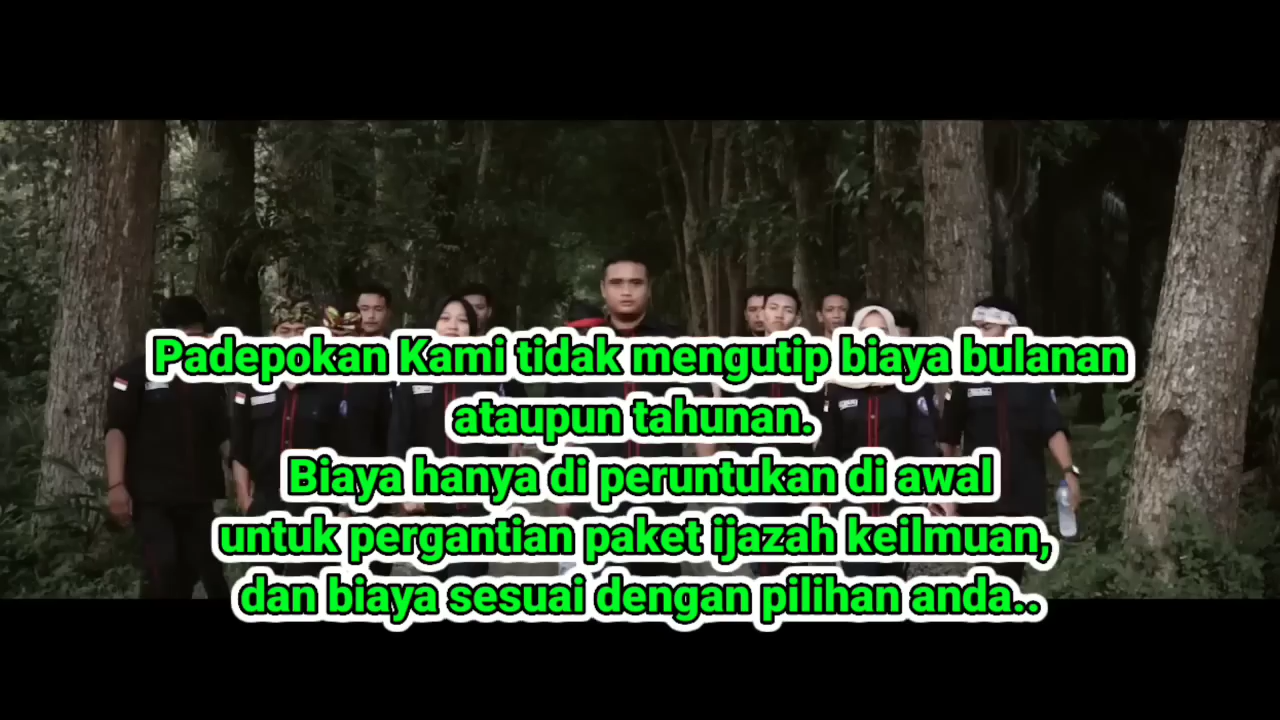 Padepokan Kami tidak mengutip biaya bulanan
ataupun tahunan.
Biaya hanya di peruntukan di awal
untuk pergantian paket ijazah keilmuan,
dan biaya sesuai dengan pilihan anda..